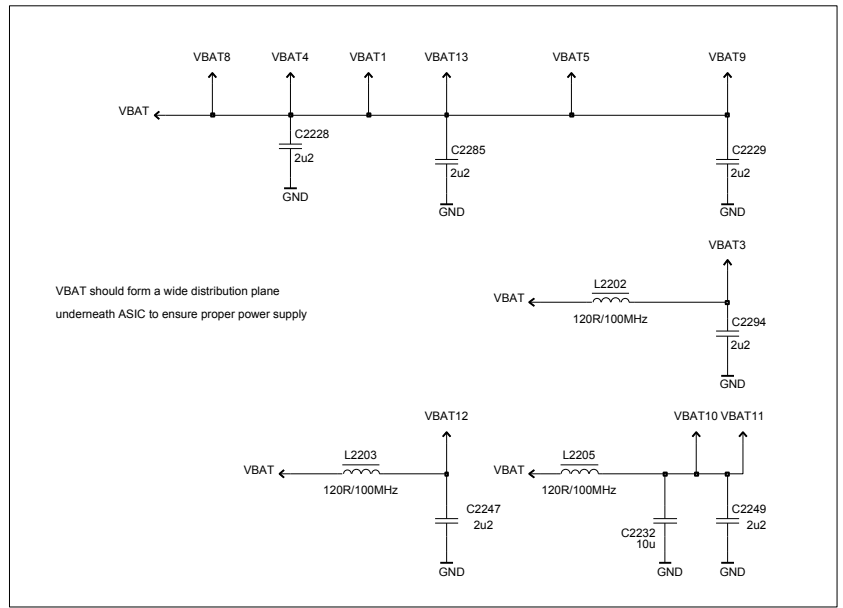 VBAT8 VBAT4 VBAT1 VBAT13 VBAT5 VBAT9
VBAT
C2228
2u2
GND
C2285
2u2
GND
C2229
2u2
GND
VBAT should form a wide distribution plane
underneath ASIC to ensure proper power supply
VBAT3
VBAT
L2202
120R/100MHz
C2294
2u2
GND
VBAT12
VBAT
L2203
120R/100MHz
C2247
2u2
GND
VBAT10 VBAT11
VBAT
L2205
120R/100MHz
C2232
10u
GND
C2249
2u2
GND